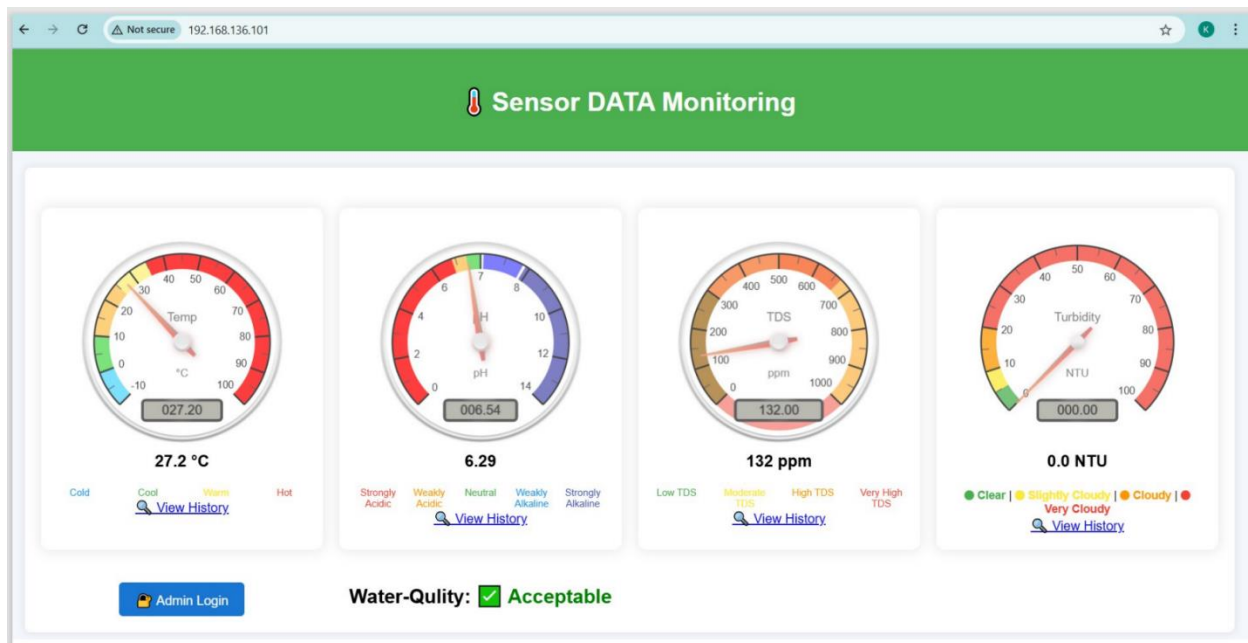 Not secure 192.168.136.101
K
Sensor DATA Monitoring
-10 0 10 20 30 40 50 60 70 80 90 100
Temp
°C
027.20
27.2 °C
Cold Cool Warm Hot
View History
0 2 4 6 7 8 10 12 14
pH
pH
006.54
6.29
Strongly Acidic Weakly Acidic Neutral Weakly Alkaline Strongly Alkaline
View History
0 100 200 300 400 500 600 700 800 900 1000
TDS
ppm
132.00
132 ppm
Low TDS Moderate TDS High TDS Very High TDS
View History
0 10 20 30 40 50 60 70 80 90 100
Turbidity
NTU
000.00
0.0 NTU
Clear | Slightly Cloudy | Cloudy |
Very Cloudy
View History
Admin Login
Water-Qulity: ✅ Acceptable